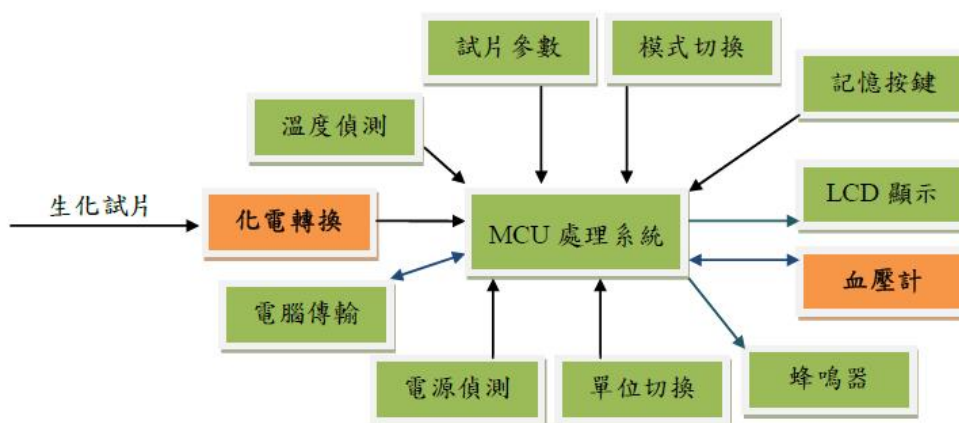 試片參數
模式切換
記憶按鍵
溫度偵測
生化試片
化電轉換
MCU 處理系統
LCD 顯示
血壓計
電腦傳輸
電源偵測
單位切換
蜂鳴器